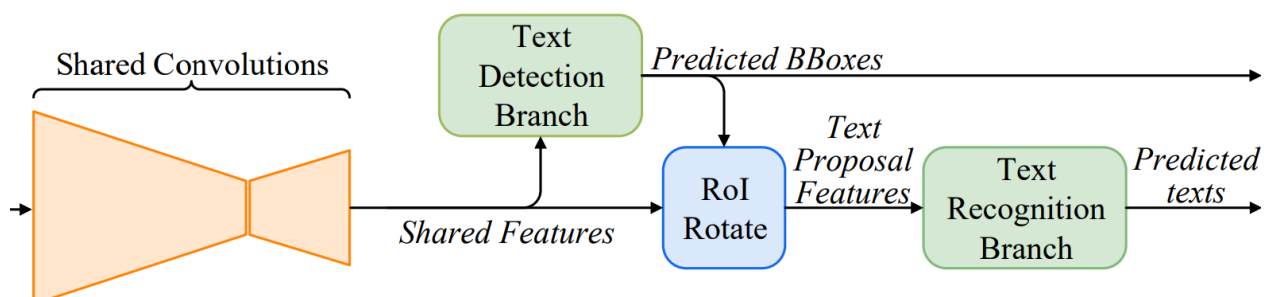 Shared Convolutions
Text
Detection
Branch
Predicted BBoxes
Shared Features
RoI
Rotate
Text
Proposal
Features
Text
Recognition
Branch
Predicted
texts